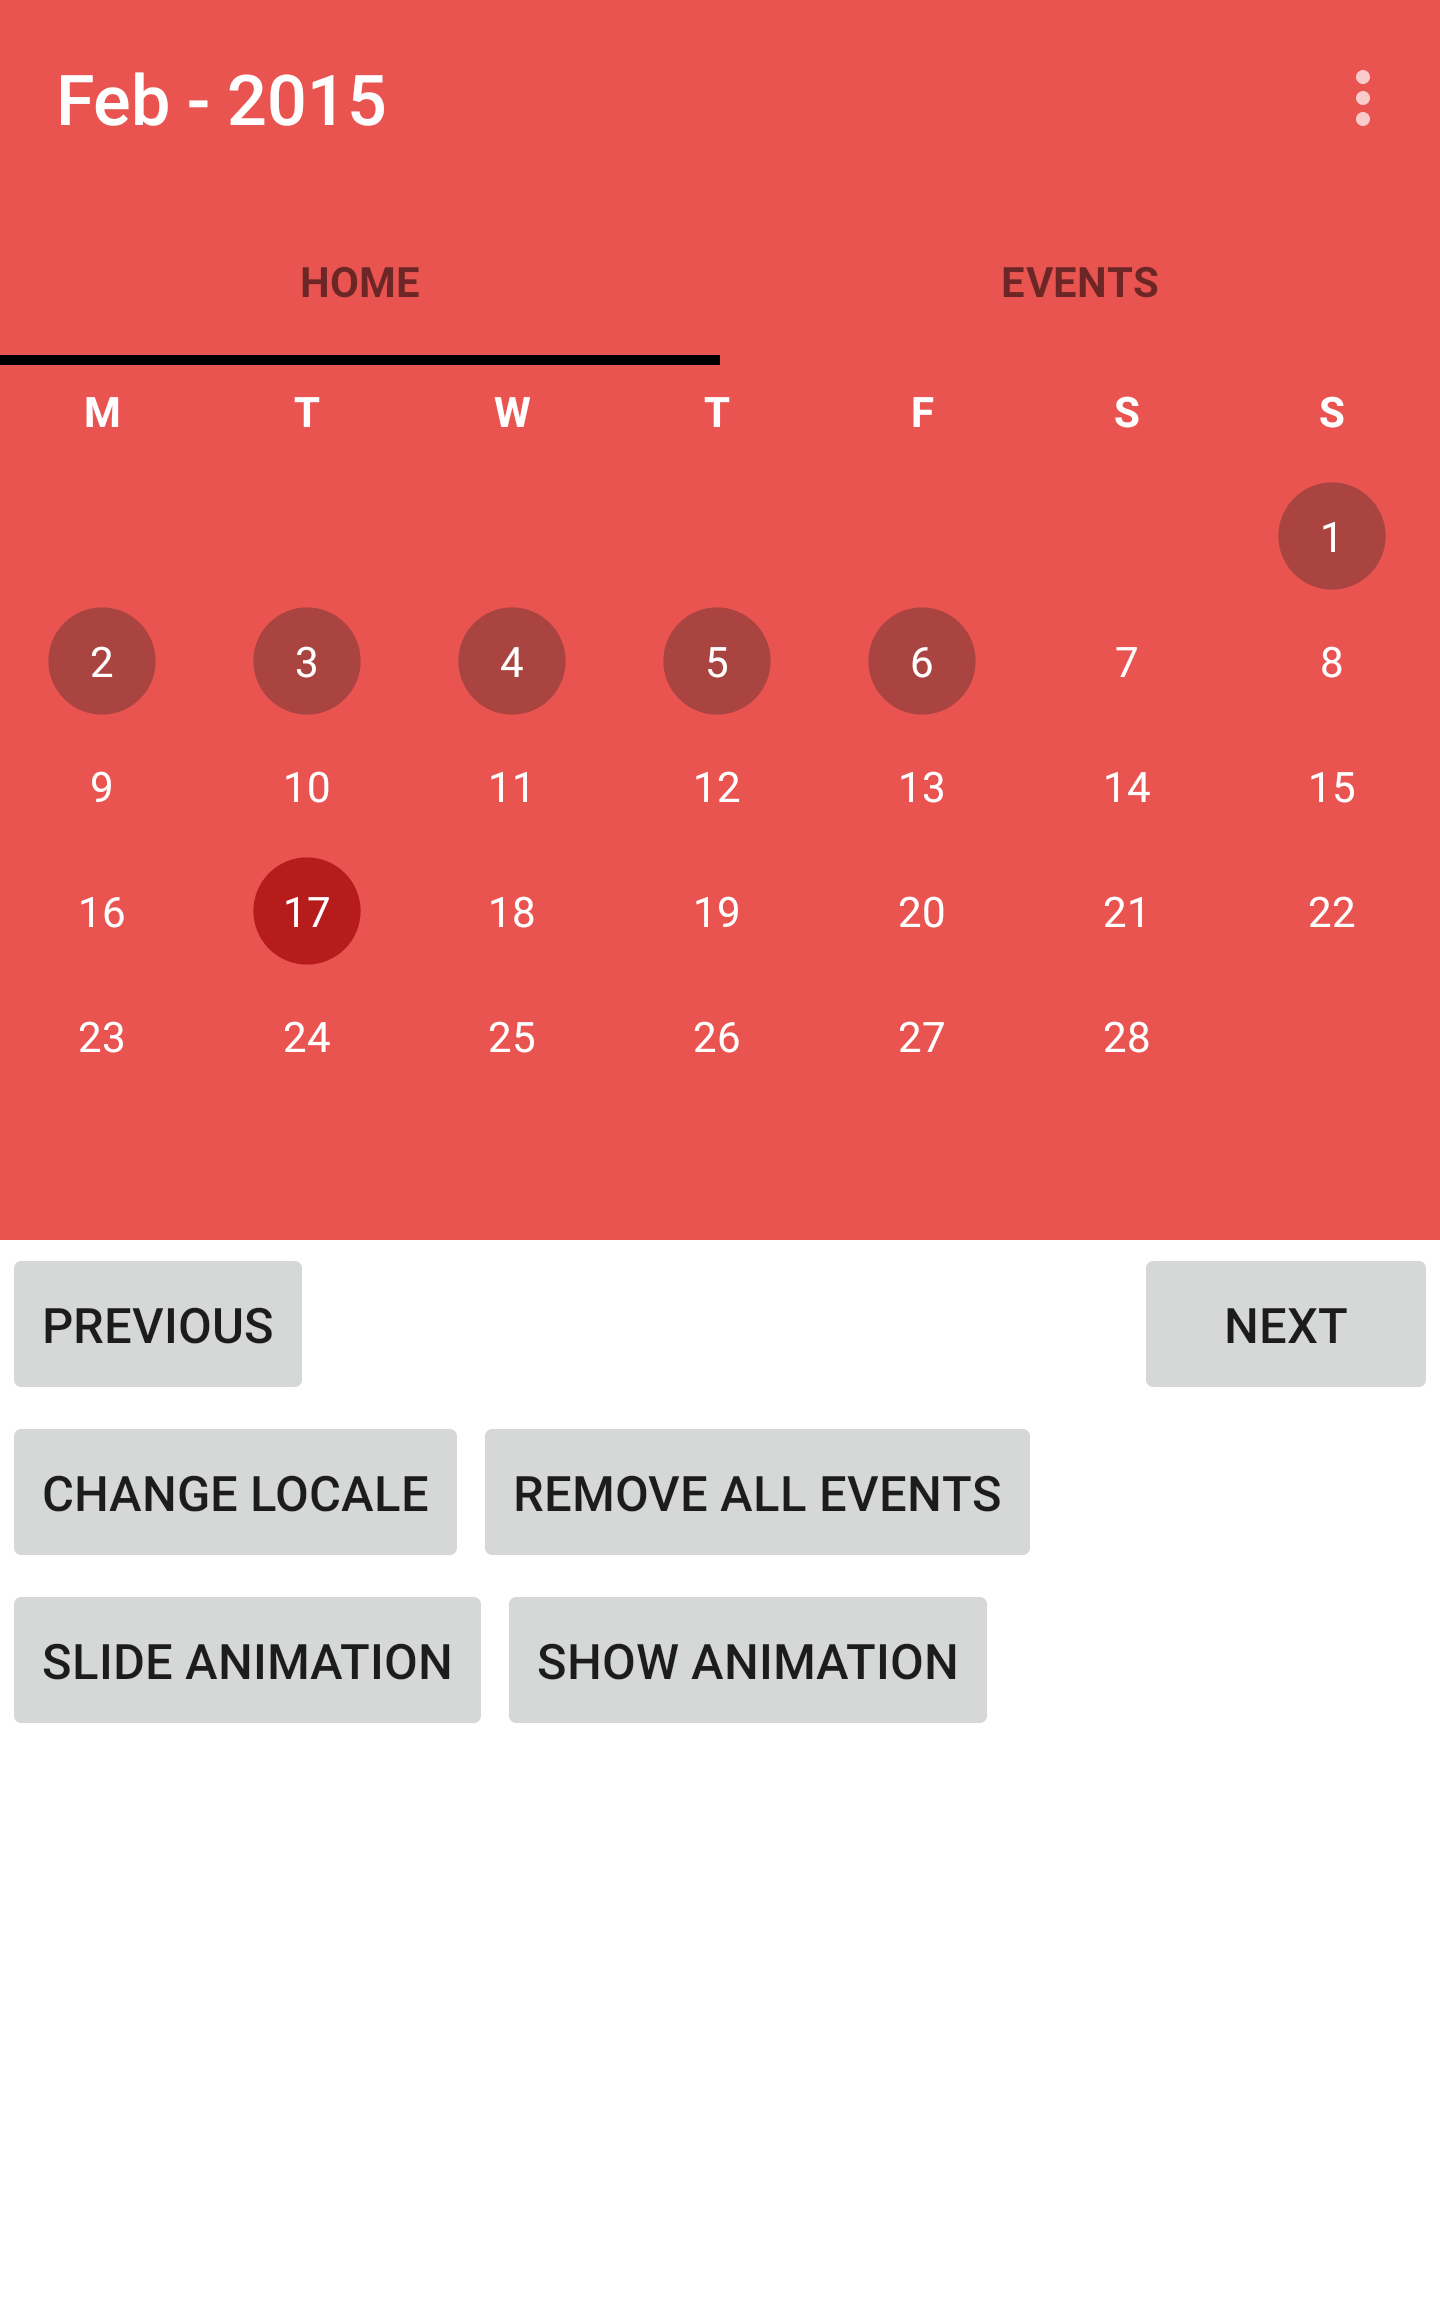 Feb - 2015
HOME EVENTS
M T W T F S S
1
2 3 4 5 6 7 8
9 10 11 12 13 14 15
16 17 18 19 20 21 22
23 24 25 26 27 28
PREVIOUS NEXT
CHANGE LOCALE REMOVE ALL EVENTS
SLIDE ANIMATION SHOW ANIMATION